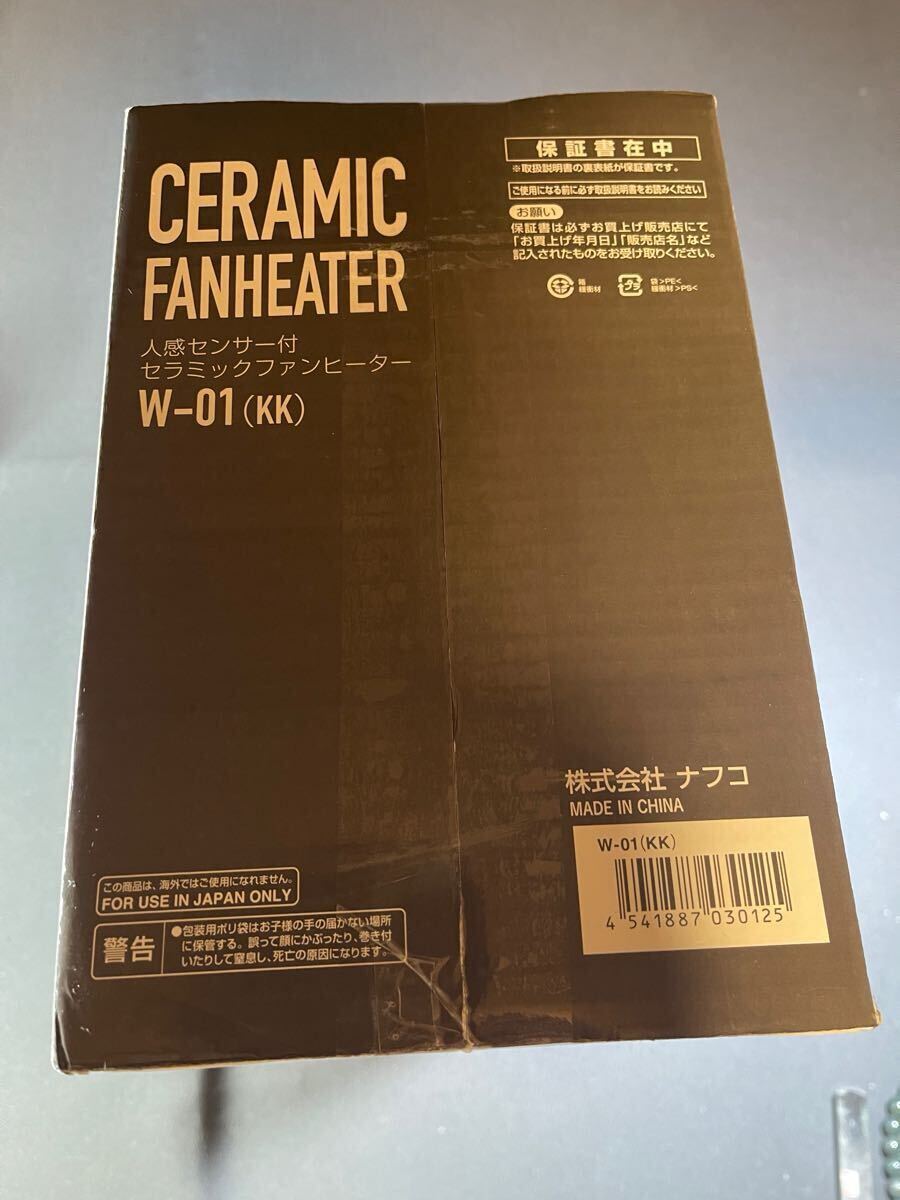 CERAMIC
FANHEATER
人感センサー付
セラミックファンヒーター
W-01(KK)
保証書在中
※取扱説明書の裏表紙が保証書です。
ご使用になる前に必ず取扱説明書をお読みください
お願い
保証書は必ずお買上げ販売店にて
「お買上げ年月日」「販売店名」など
記入されたものをお受け取りください。
箱
緩衝材
プラ
袋>PE<
緩衝材>PS<
株式会社 ナフコ
MADE IN CHINA
W-01(KK)
4 541887 030125
この商品は、海外ではご使用になれません。
FOR USE IN JAPAN ONLY
警告
●包装用ポリ袋はお子様の手の届かない場所
に保管する。誤って顔にかぶったり、巻き付
いたりして窒息し、死亡の原因になります。